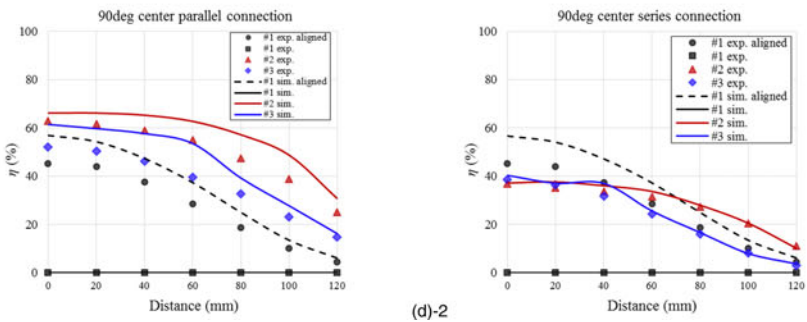 90deg center parallel connection
100
80
60
40
20
0
η (%)
0 20 40 60 80 100 120
Distance (mm)
#1 exp. aligned
#1 exp.
#2 exp.
#3 exp.
#1 sim. aligned
#1 sim.
#2 sim.
#3 sim.
(d)-2
90deg center series connection
100
80
60
40
20
0
η (%)
0 20 40 60 80 100 120
Distance (mm)
#1 exp. aligned
#1 exp.
#2 exp.
#3 exp.
#1 sim. aligned
#1 sim.
#2 sim.
#3 sim.